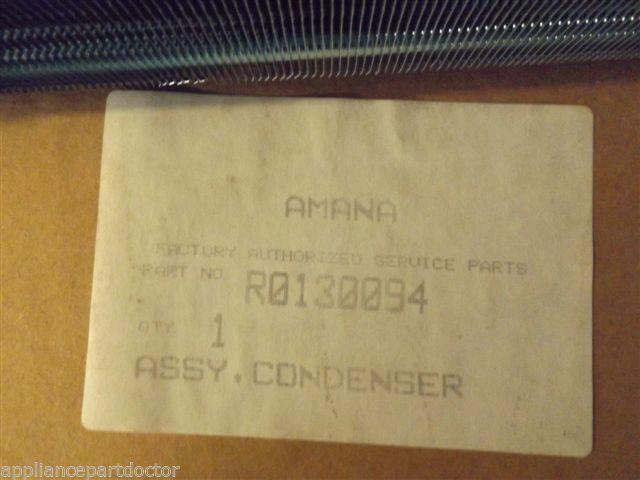 AMANA
FACTORY AUTHORIZED SERVICE PARTS
PART NO. R0130094
QTY 1
ASSY, CONDENSER
appliancepartdoctor